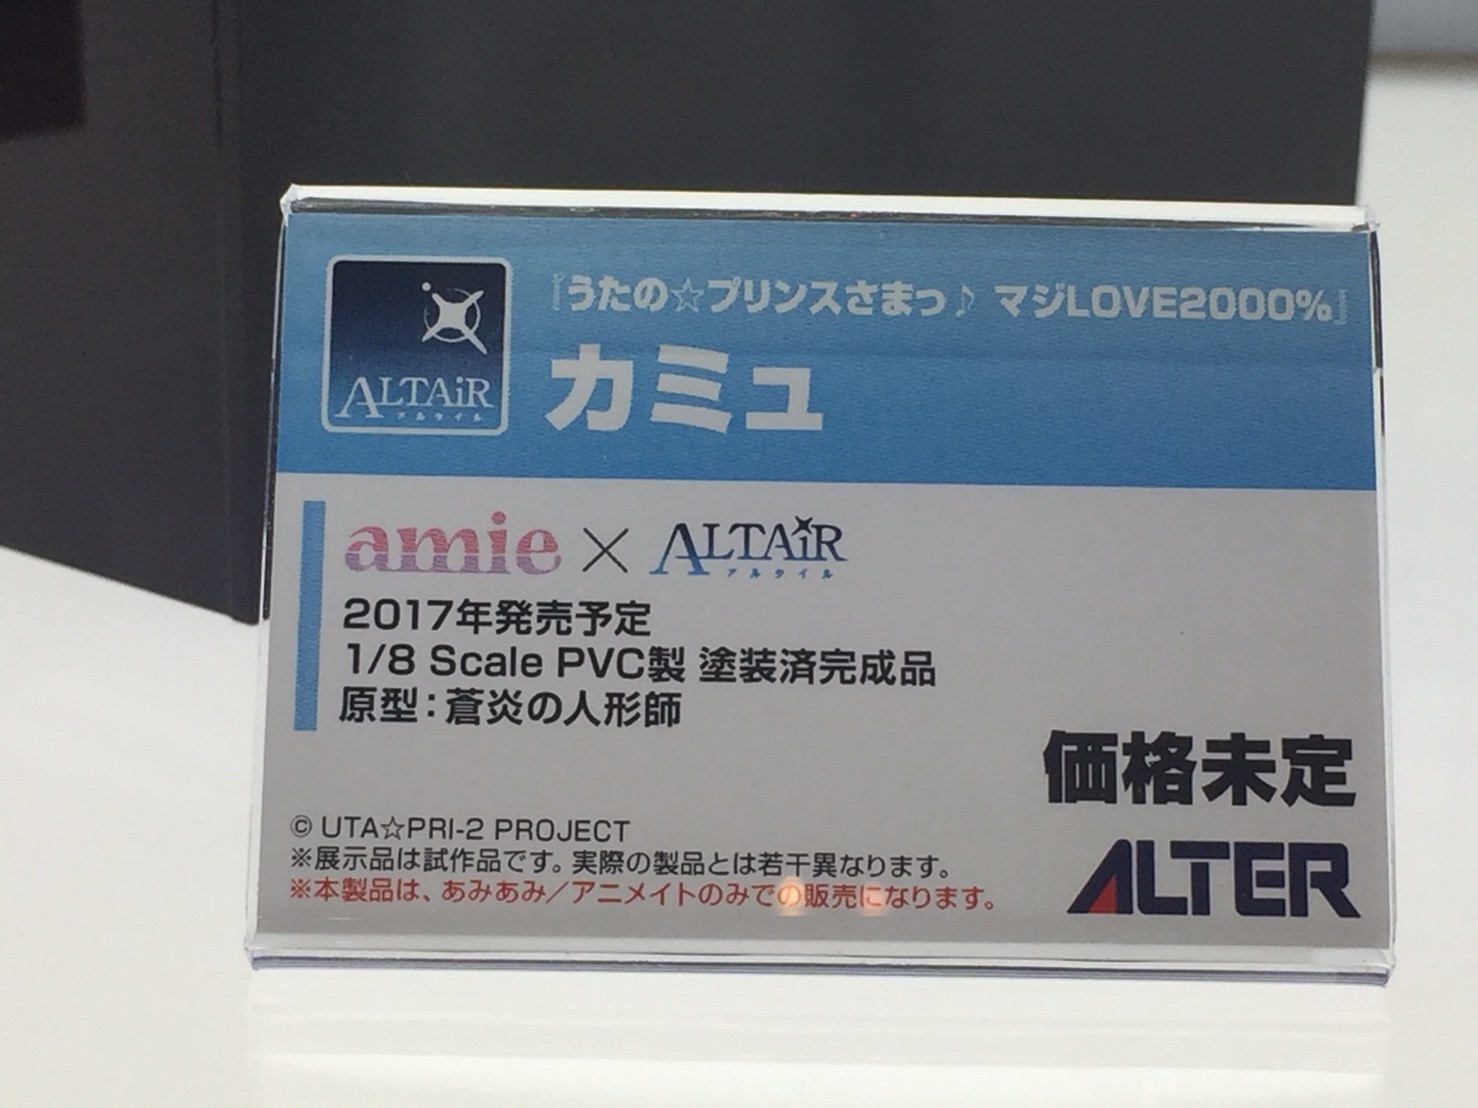 『うたの☆プリンスさまっ♪ マジLOVE2000%』
カミュ
ALTAiR
アルタイル
amie × ALTAiR
アルタイル
2017年発売予定
1/8 Scale PVC製 塗装済完成品
原型：蒼炎の人形師
価格未定
© UTA☆PRI-2 PROJECT
※展示品は試作品です。実際の製品とは若干異なります。
※本製品は、あみあみ／アニメイトのみでの販売になります。
ALTER